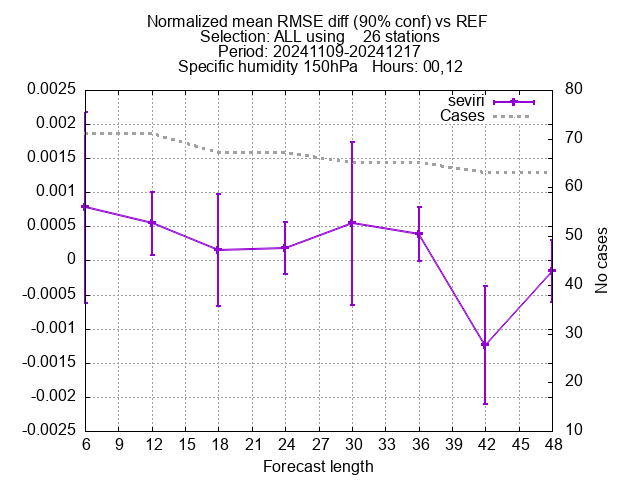 Normalized mean RMSE diff (90% conf) vs REF
Selection: ALL using    26 stations
Period: 20241109-20241217
Specific humidity 150hPa   Hours: 00,12
0.0025
0.002
0.0015
0.001
0.0005
0
-0.0005
-0.001
-0.0015
-0.002
-0.0025
80
70
60
50
40
30
20
10
seviri
Cases
No cases
6 9 12 15 18 21 24 27 30 33 36 39 42 45 48
Forecast length